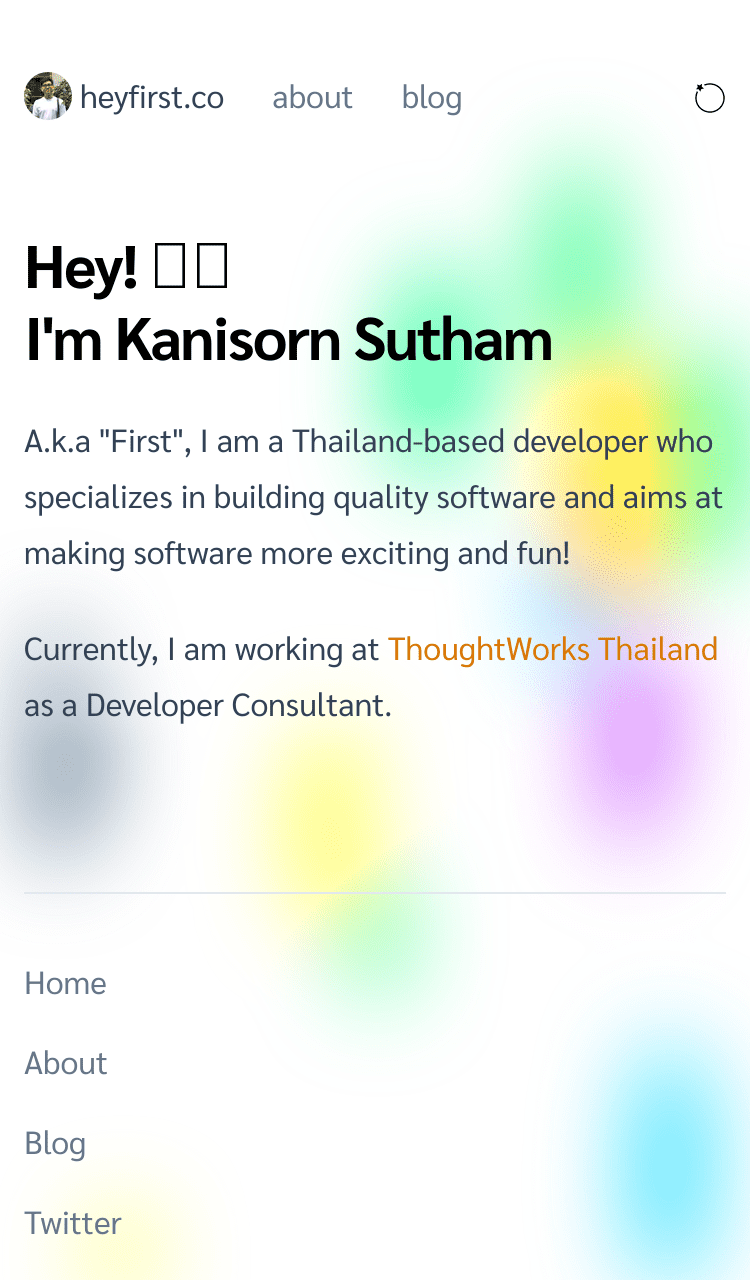 heyfirst.co about blog
Hey!
I'm Kanisorn Sutham
A.k.a "First", I am a Thailand-based developer who
specializes in building quality software and aims at
making software more exciting and fun!
Currently, I am working at ThoughtWorks Thailand
as a Developer Consultant.
Home
About
Blog
Twitter